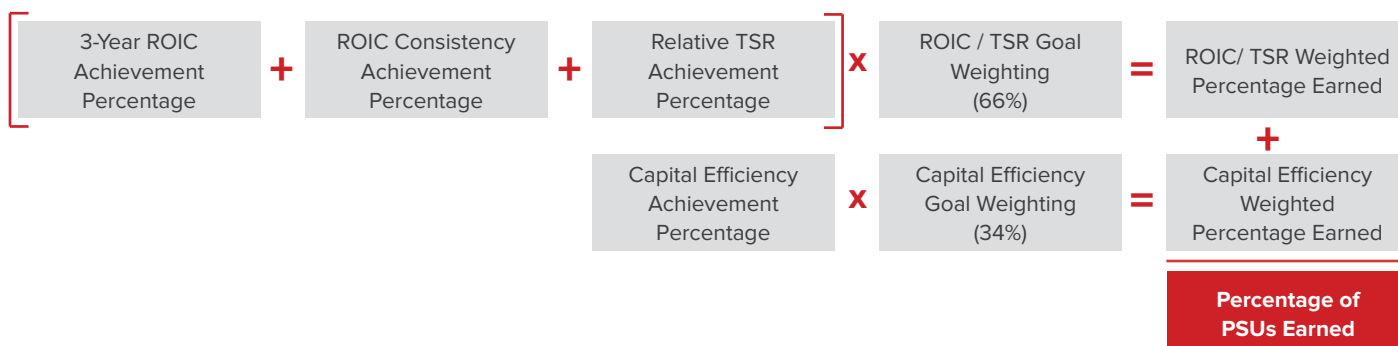 3-Year ROIC
Achievement
Percentage
+
ROIC Consistency
Achievement
Percentage
+
Relative TSR
Achievement
Percentage
x
ROIC / TSR Goal
Weighting
(66%)
=
ROIC/ TSR Weighted
Percentage Earned
+
Capital Efficiency
Achievement
Percentage
x
Capital Efficiency
Goal Weighting
(34%)
=
Capital Efficiency
Weighted
Percentage Earned
Percentage of
PSUs Earned